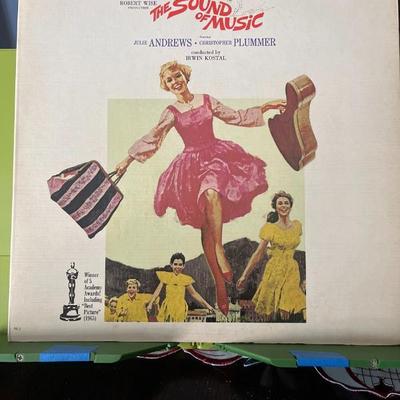 ROBERT WISE
PRODUCTION
THE SOUND
OF MUSIC
JULIE ANDREWS • CHRISTOPHER PLUMMER
conducted by
IRWIN KOSTAL
Winner
of 5
Academy
Awards!
Including
"Best
Picture"
(1965)